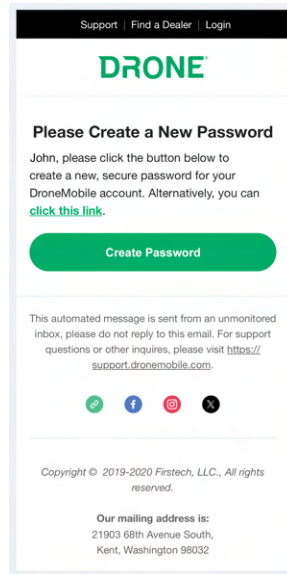 Support | Find a Dealer | Login
DRONE
Please Create a New Password
John, please click the button below to
create a new, secure password for your
DroneMobile account. Alternatively, you can
click this link.
Create Password
This automated message is sent from an unmonitored
inbox, please do not reply to this email. For support
questions or other inquires, please visit https://
support.dronemobile.com.
Copyright © 2019-2020 Firstech, LLC., All rights
reserved.
Our mailing address is:
21903 68th Avenue South,
Kent, Washington 98032